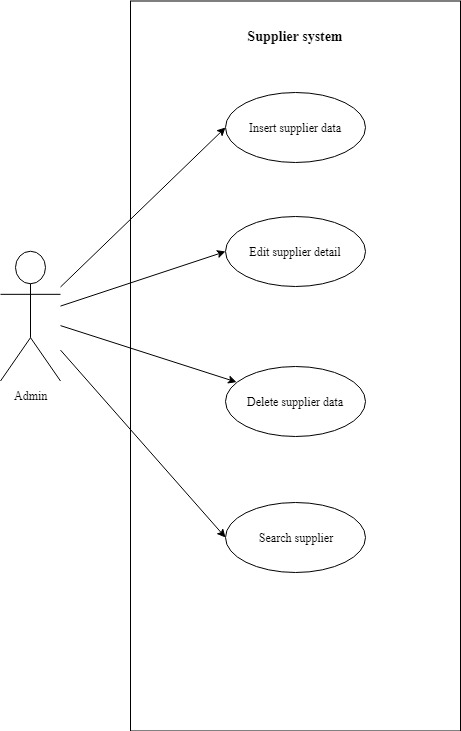 Supplier system
Insert supplier data
Edit supplier detail
Admin
Delete supplier data
Search supplier